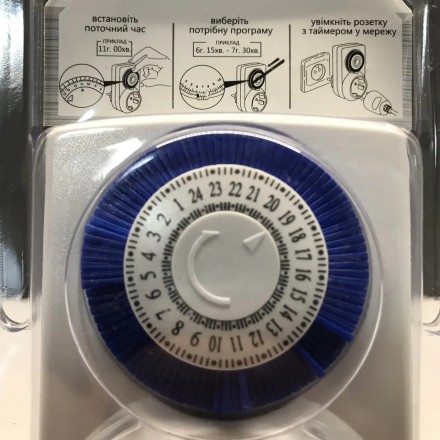 встановіть
поточний час
ПРИКЛАД
11г. 00хв.
виберіть
потрібну програму
ПРИКЛАД
6г. 15хв. - 7г. 30хв.
увімкніть розетку
з таймером у мережу
1 24 23 22 21 20 19 18 17 16 15 14 13 12 11 10 9 8 7 6 5 4 3 2